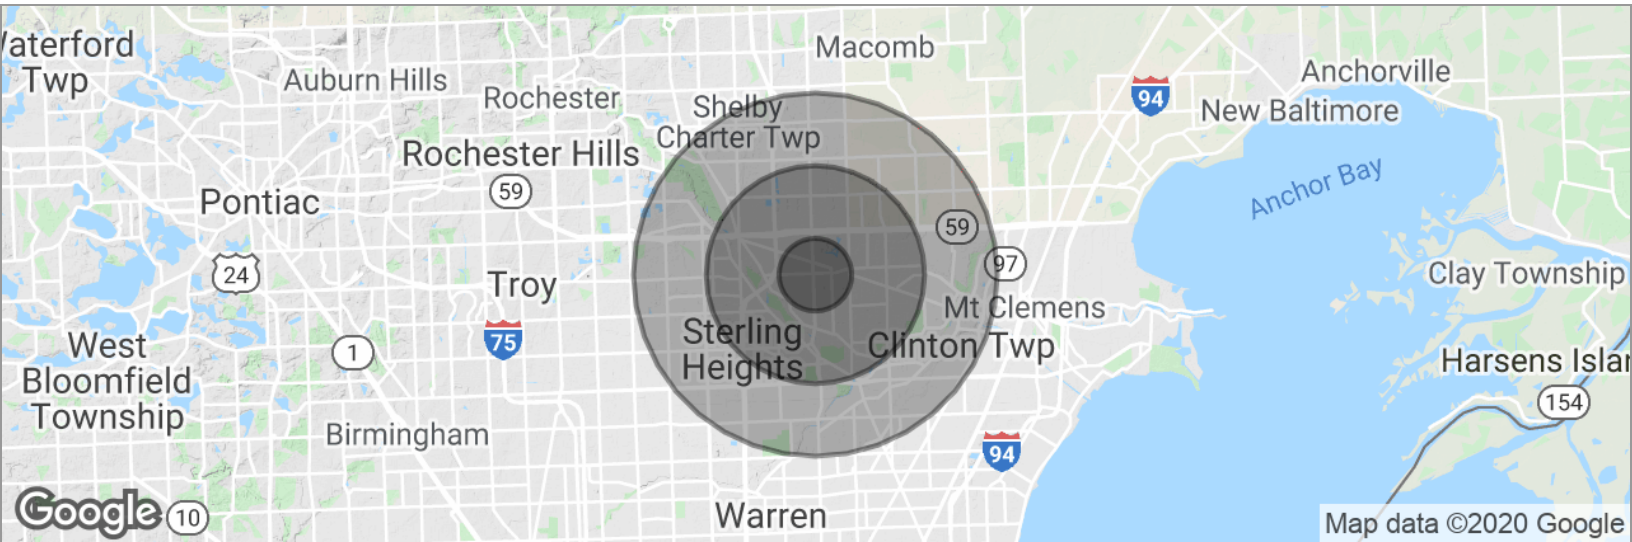 Waterford
Twp
Auburn Hills
Rochester
Macomb
Shelby
Charter Twp
Anchorville
94
New Baltimore
Rochester Hills
59
Pontiac
Anchor Bay
59
24
Troy
97
Clay Township
Mt Clemens
75
Sterling
Heights
Clinton Twp
West
Bloomfield
Township
1
Harsens Islan
154
Birmingham
94
Google
10
Warren
Map data ©2020 Google